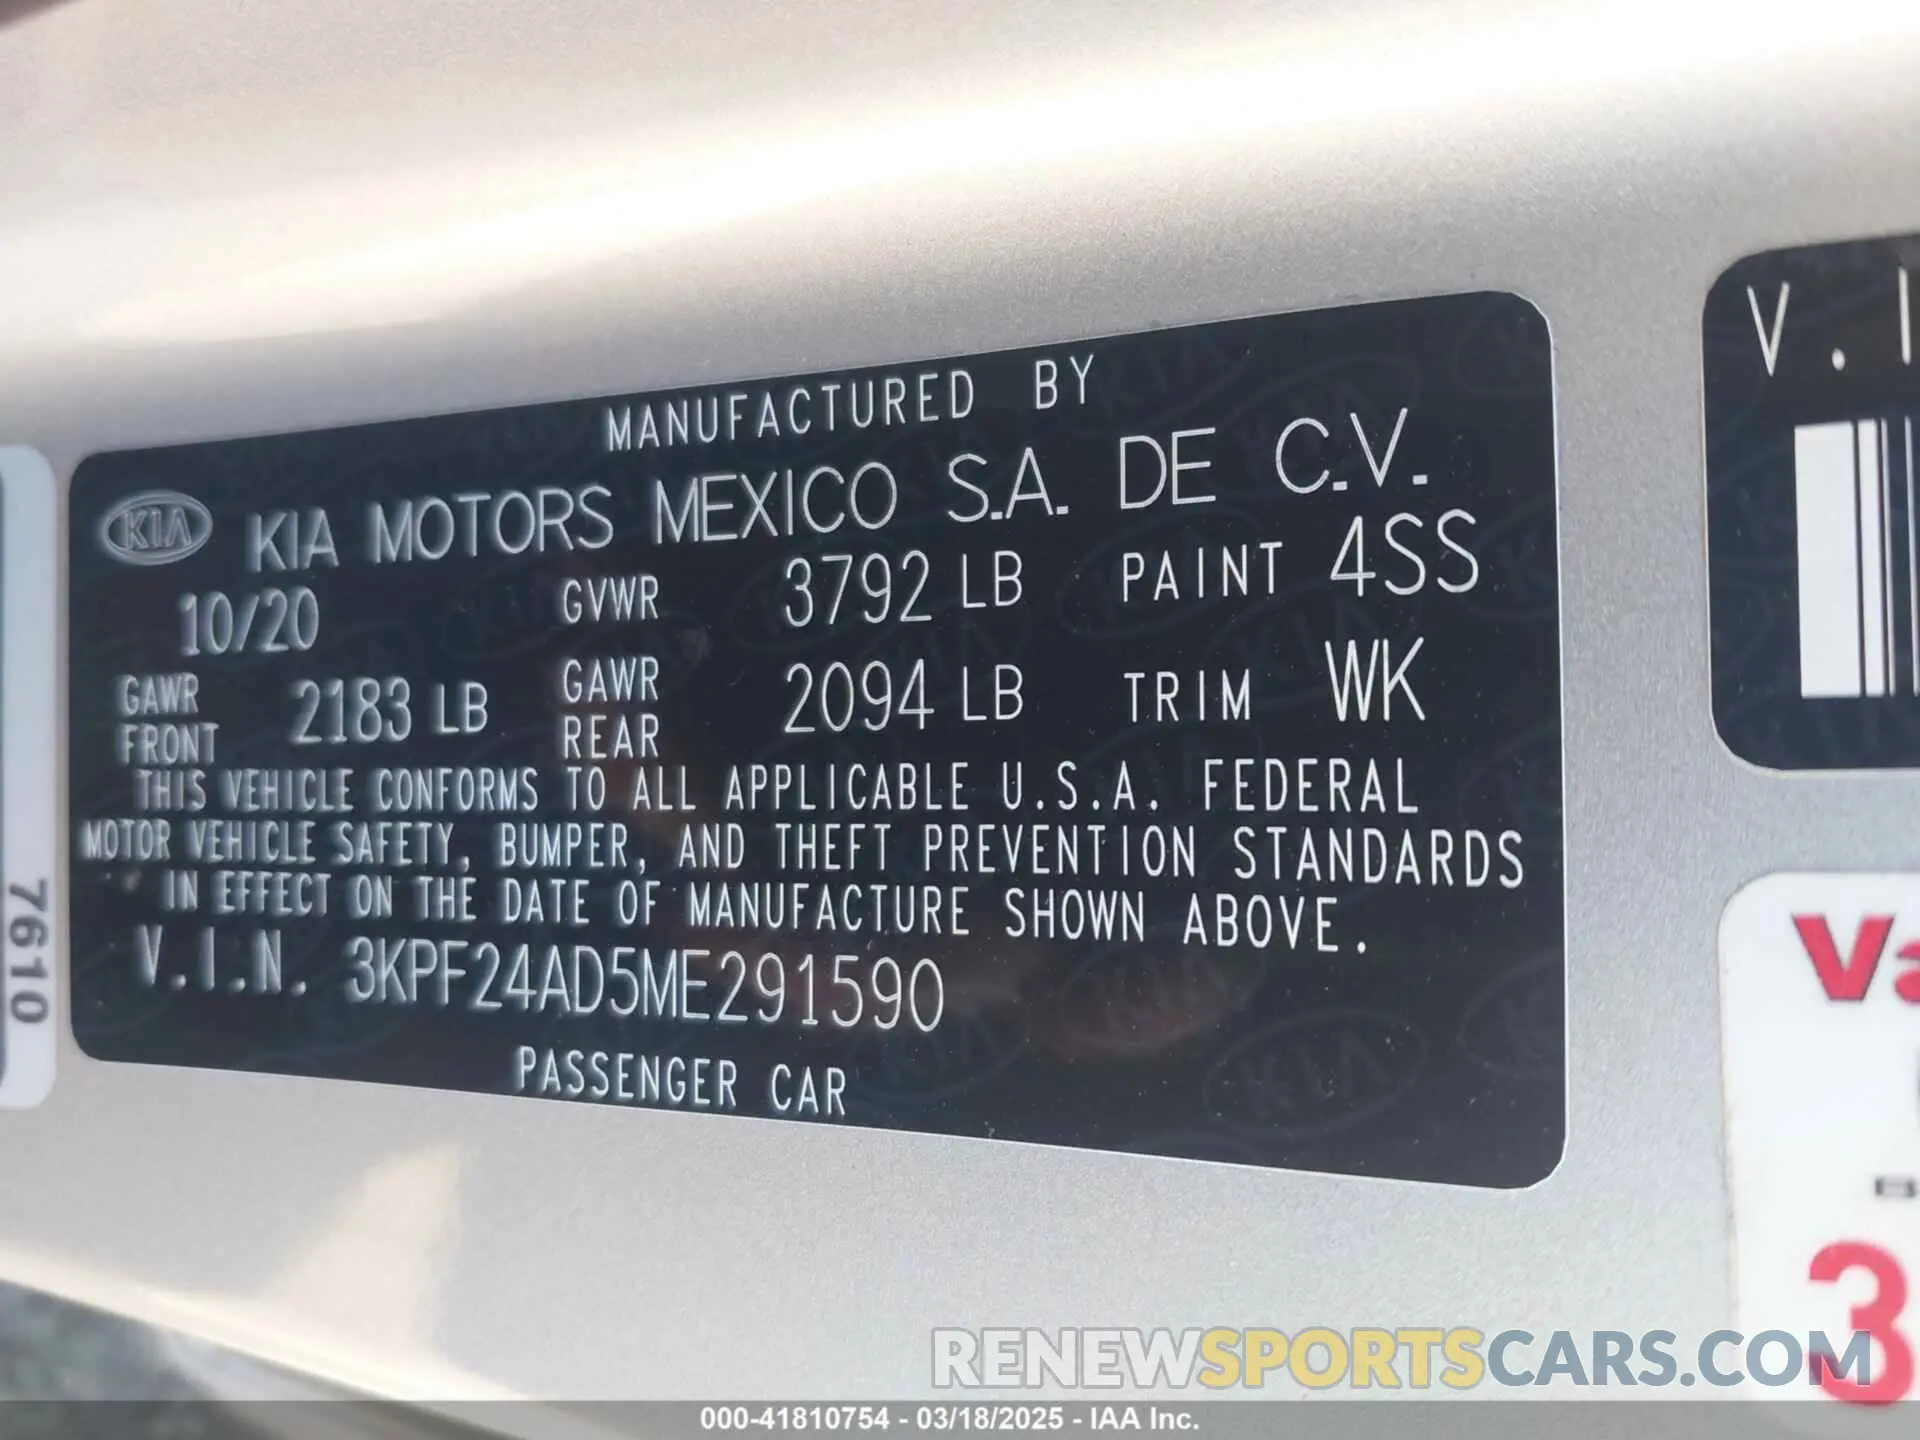 MANUFACTURED BY
KIA KIA MOTORS MEXICO S.A. DE C.V.
10/20 GVWR 3792 LB PAINT 4SS
GAWR FRONT 2183 LB GAWR REAR 2094 LB TRIM WK
THIS VEHICLE CONFORMS TO ALL APPLICABLE U.S.A. FEDERAL
MOTOR VEHICLE SAFETY, BUMPER, AND THEFT PREVENTION STANDARDS
IN EFFECT ON THE DATE OF MANUFACTURE SHOWN ABOVE.
V.I.N. 3KPF24AD5ME291590
PASSENGER CAR
7610
V.I
Va
3
RENEWSPORTSCARS.COM
000-41810754 - 03/18/2025 - IAA Inc.